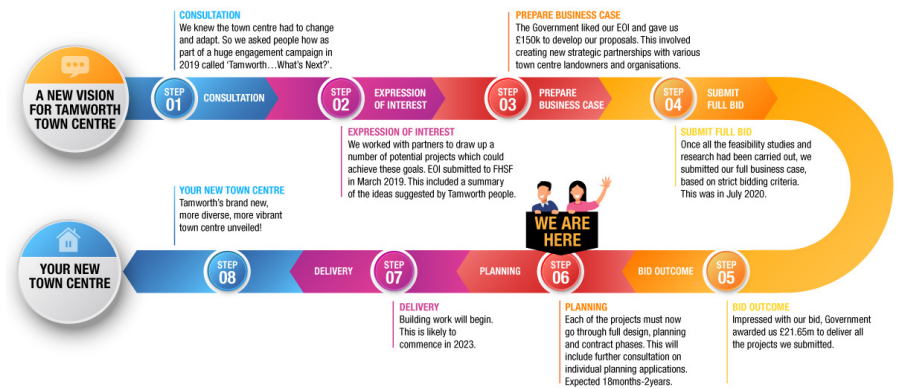 CONSULTATION
We knew the town centre had to change
and adapt. So we asked people how as
part of a huge engagement campaign in
2019 called ‘Tamworth…What’s Next?’.
PREPARE BUSINESS CASE
The Government liked our EOI and gave us
£150k to develop our proposals. This involved
creating new strategic partnerships with various
town centre landowners and organisations.
A NEW VISION
FOR TAMWORTH
TOWN CENTRE
STEP
01
CONSULTATION
STEP
02
EXPRESSION
OF INTEREST
STEP
03
PREPARE
BUSINESS CASE
STEP
04
SUBMIT
FULL BID
EXPRESSION OF INTEREST
We worked with partners to draw up a
number of potential projects which could
achieve these goals. EOI submitted to FHSF
in March 2019. This included a summary
of the ideas suggested by Tamworth people.
SUBMIT FULL BID
Once all the feasibility studies and
research had been carried out, we
submitted our full business case,
based on strict bidding criteria.
This was in July 2020.
YOUR NEW TOWN CENTRE
Tamworth’s brand new,
more diverse, more vibrant
town centre unveiled!
WE ARE
HERE
YOUR NEW
TOWN CENTRE
STEP
08
DELIVERY
STEP
07
PLANNING
STEP
06
BID OUTCOME
STEP
05
DELIVERY
Building work will begin.
This is likely to
commence in 2023.
PLANNING
Each of the projects must now
go through full design, planning
and contract phases. This will
include further consultation on
individual planning applications.
Expected 18months-2years.
BID OUTCOME
Impressed with our bid, Government
awarded us £21.65m to deliver all
the projects we submitted.